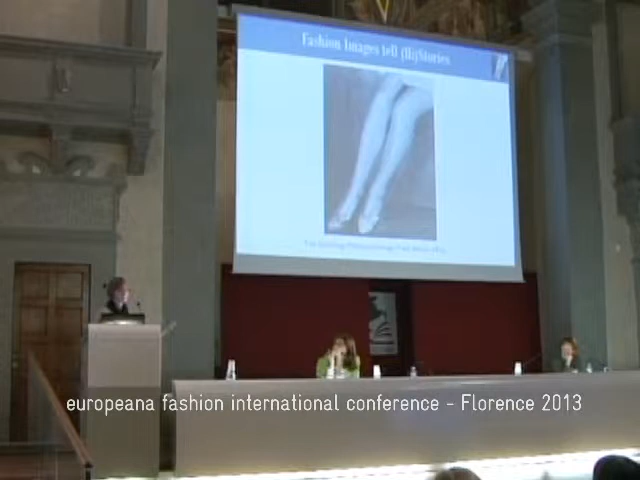 Fashion Images tell (Hi)Stories
europeana fashion international conference - Florence 2013